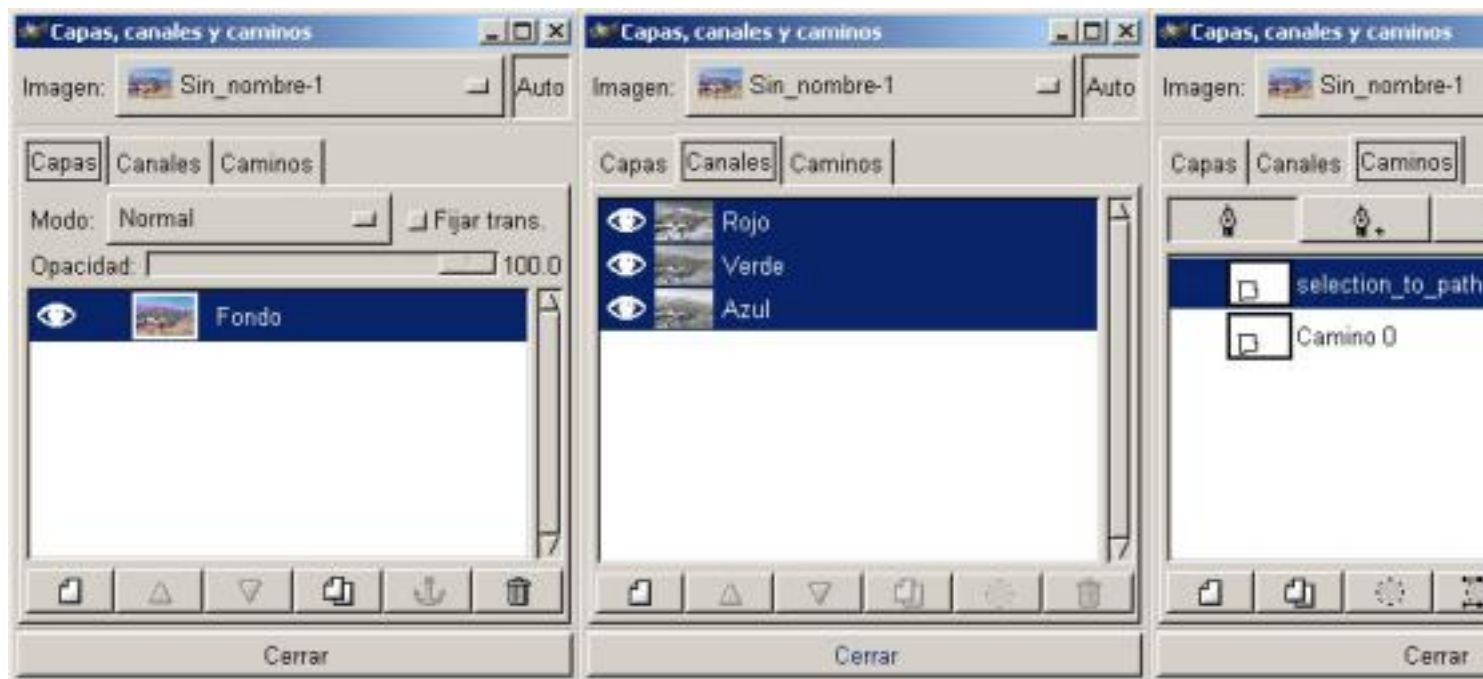 Capas, canales y caminos
Imagen: Sin_nombre-1 Auto
Capas Canales Caminos
Modo: Normal Fijar trans.
Opacidad: 100.0
Fondo
Cerrar
Capas, canales y caminos
Imagen: Sin_nombre-1 Auto
Capas Canales Caminos
Rojo
Verde
Azul
Cerrar
Capas, canales y caminos
Imagen: Sin_nombre-1
Capas Canales Caminos
selection_to_path
Camino 0
Cerrar